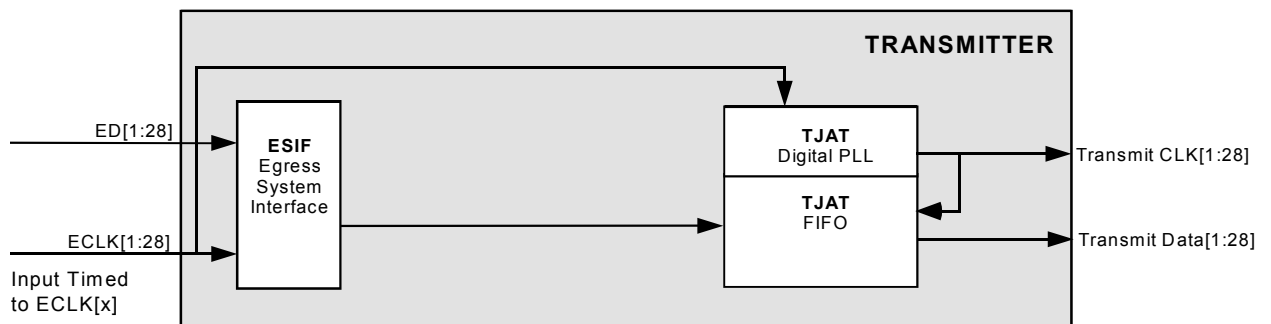 TRANSMITTER
ED[1:28]
ESIF
Egress
System
Interface
TJAT
Digital PLL
Transmit CLK[1:28]
TJAT
FIFO
ECLK[1:28]
Transmit Data[1:28]
Input Timed
to ECLK[x]